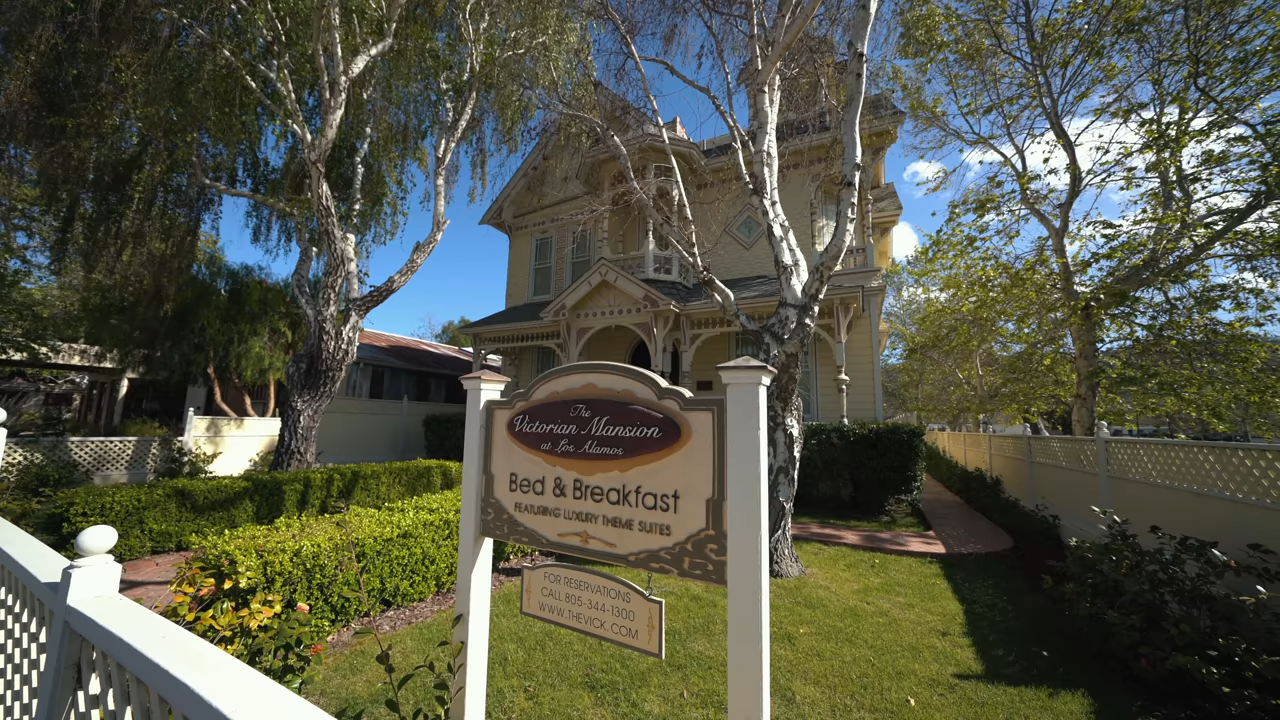 The
Victorian Mansion
at Los Alamos
Bed & Breakfast
FEATURING LUXURY THEME SUITES
FOR RESERVATIONS
CALL 805-344-1300
WWW.THEVICK.COM